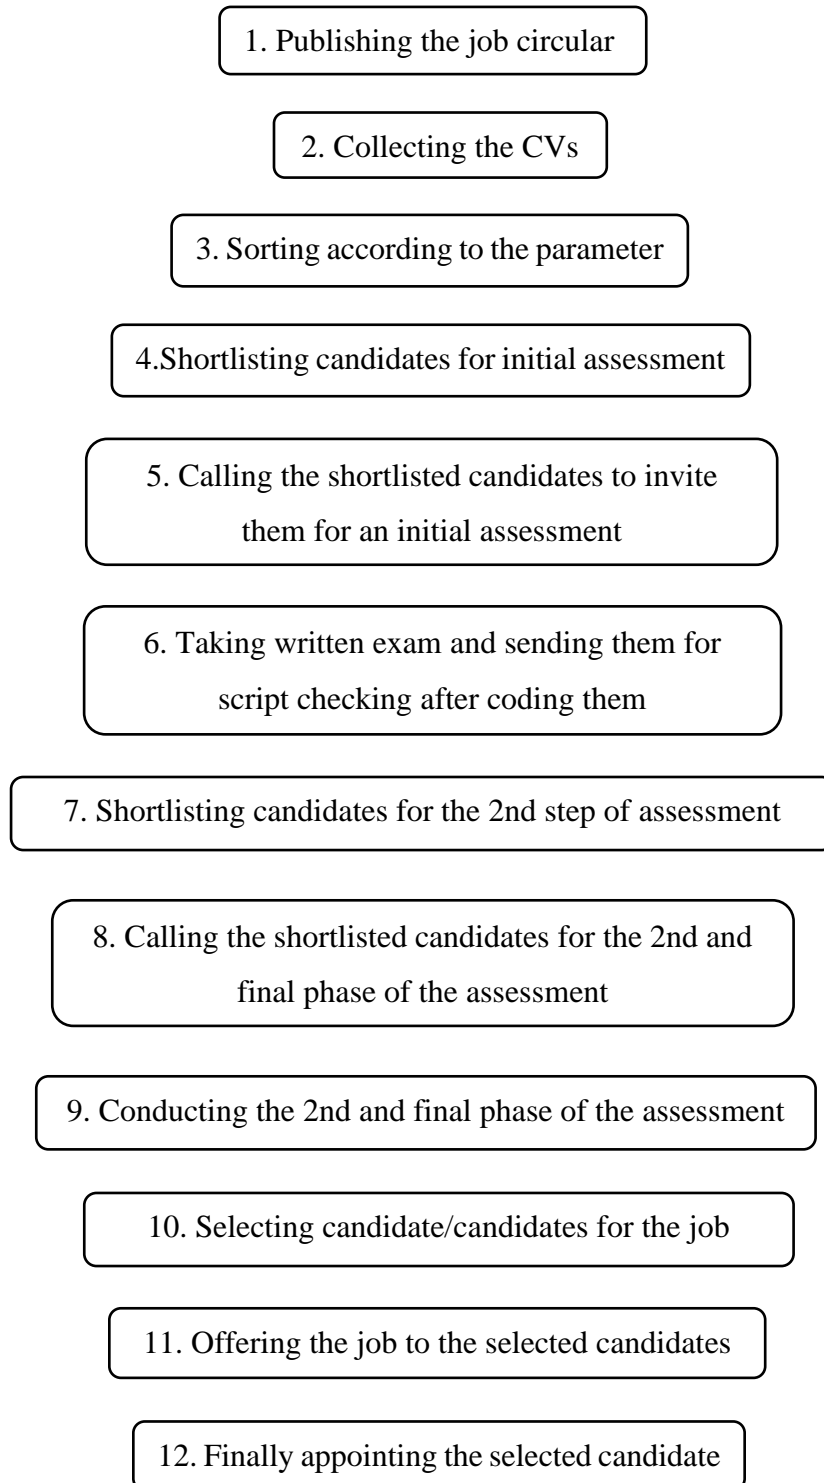 1. Publishing the job circular
2. Collecting the CVs
3. Sorting according to the parameter
4.Shortlisting candidates for initial assessment
5. Calling the shortlisted candidates to invite
them for an initial assessment
6. Taking written exam and sending them for
script checking after coding them
7. Shortlisting candidates for the 2nd step of assessment
8. Calling the shortlisted candidates for the 2nd and
final phase of the assessment
9. Conducting the 2nd and final phase of the assessment
10. Selecting candidate/candidates for the job
11. Offering the job to the selected candidates
12. Finally appointing the selected candidate